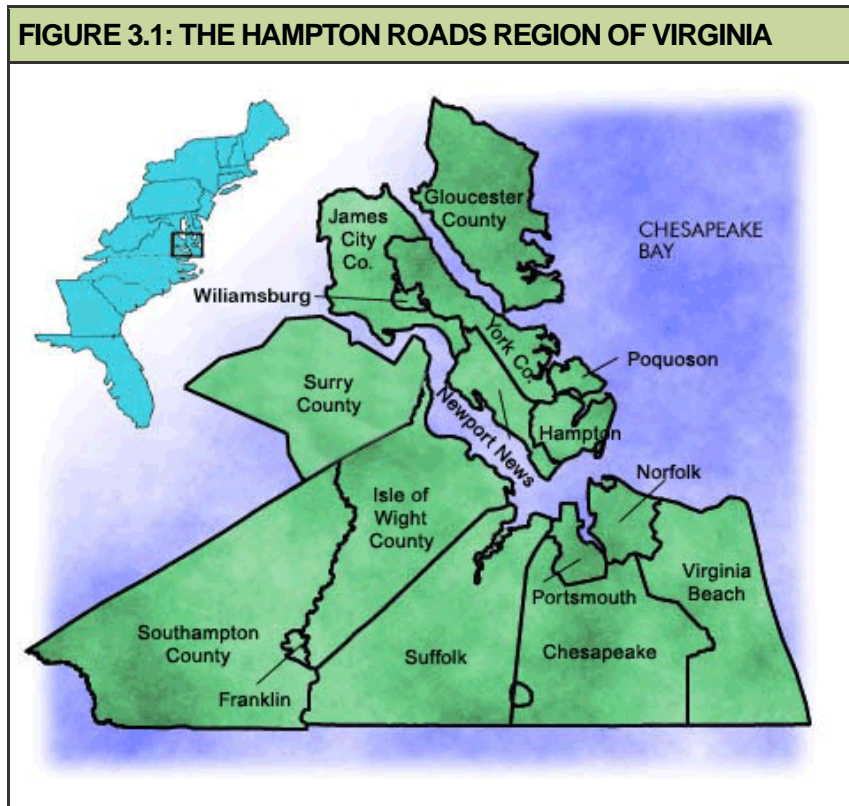 FIGURE 3.1: THE HAMPTON ROADS REGION OF VIRGINIA
Gloucester
County
James
City
Co.
CHESAPEAKE
BAY
Wiliamsburg
York Co.
Poquoson
Surry
County
Newport News
Hampton
Norfolk
Isle of
Wight
County
Virginia
Beach
Portsmouth
Southampton
County
Suffolk
Chesapeake
Franklin